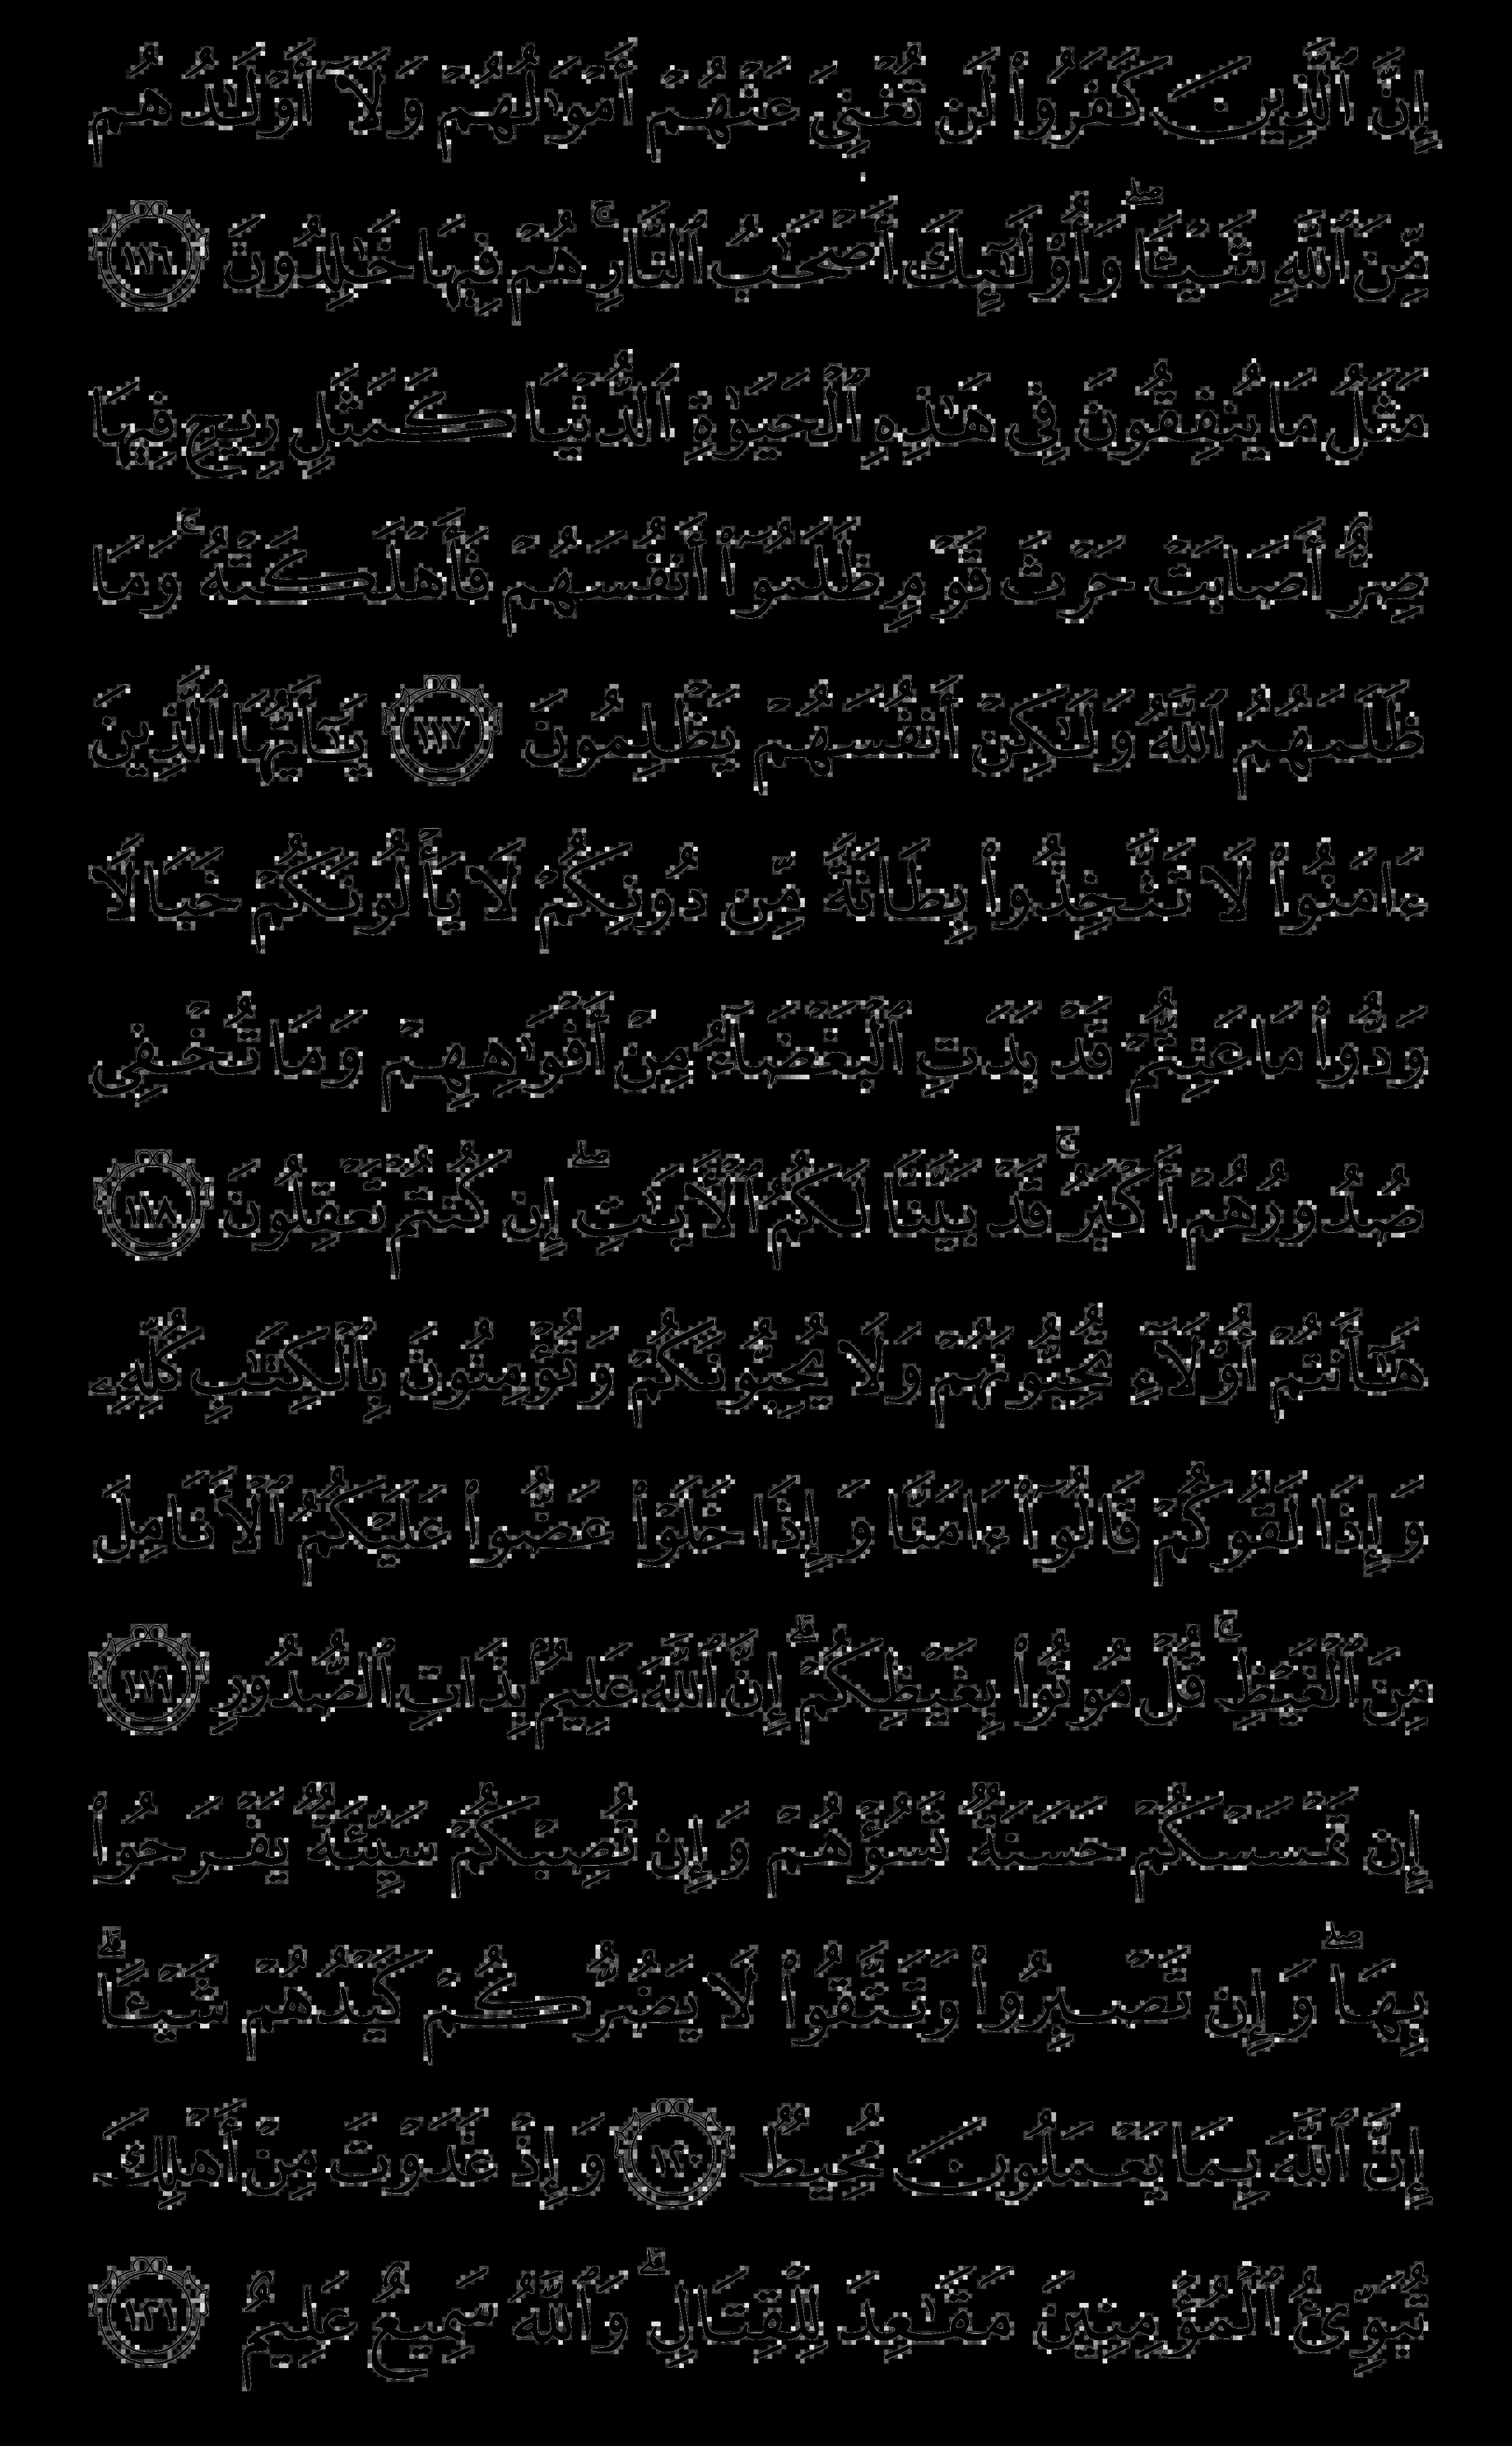 إِنَّ ٱلَّذِينَ كَفَرُوا۟ لَن تُغْنِىَ عَنْهُمْ أَمْوَٰلُهُمْ وَلَآ أَوْلَـٰدُهُم
مِّنَ ٱللَّهِ شَيْـًٔا ۖ وَأُو۟لَـٰٓئِكَ أَصْحَـٰبُ ٱلنَّارِ ۚ هُمْ فِيهَا خَـٰلِدُونَ ١١٦
مَثَلُ مَا يُنفِقُونَ فِى هَـٰذِهِ ٱلْحَيَوٰةِ ٱلدُّنْيَا كَمَثَلِ رِيحٍ فِيهَا
صِرٌّ أَصَابَتْ حَرْثَ قَوْمٍ ظَلَمُوٓا۟ أَنفُسَهُمْ فَأَهْلَكَتْهُ ۚ وَمَا
ظَلَمَهُمُ ٱللَّهُ وَلَـٰكِنْ أَنفُسَهُمْ يَظْلِمُونَ ١١٧ يَـٰٓأَيُّهَا ٱلَّذِينَ
ءَامَنُوا۟ لَا تَتَّخِذُوا۟ بِطَانَةً مِّن دُونِكُمْ لَا يَأْلُونَكُمْ خَبَالًا
وَدُّوا۟ مَا عَنِتُّمْ قَدْ بَدَتِ ٱلْبَغْضَآءُ مِنْ أَفْوَٰهِهِمْ وَمَا تُخْفِى
صُدُورُهُمْ أَكْبَرُ ۚ قَدْ بَيَّنَّا لَكُمُ ٱلْـَٔايَـٰتِ ۖ إِن كُنتُمْ تَعْقِلُونَ ١١٨
هَـٰٓأَنتُمْ أُو۟لَآءِ تُحِبُّونَهُمْ وَلَا يُحِبُّونَكُمْ وَتُؤْمِنُونَ بِٱلْكِتَـٰبِ كُلِّهِۦ
وَإِذَا لَقُوكُمْ قَالُوٓا۟ ءَامَنَّا وَإِذَا خَلَوْا۟ عَضُّوا۟ عَلَيْكُمُ ٱلْأَنَامِلَ
مِنَ ٱلْغَيْظِ ۚ قُلْ مُوتُوا۟ بِغَيْظِكُمْ ۗ إِنَّ ٱللَّهَ عَلِيمٌۢ بِذَاتِ ٱلصُّدُورِ ١١٩
إِن تَمْسَسْكُمْ حَسَنَةٌ تَسُؤْهُمْ وَإِن تُصِبْكُمْ سَيِّئَةٌ يَفْرَحُوا۟
بِهَا ۖ وَإِن تَصْبِرُوا۟ وَتَتَّقُوا۟ لَا يَضُرُّكُمْ كَيْدُهُمْ شَيْـًٔا ۗ
إِنَّ ٱللَّهَ بِمَا يَعْمَلُونَ مُحِيطٌ ١٢٠ وَإِذْ غَدَوْتَ مِنْ أَهْلِكَ
تُبَوِّئُ ٱلْمُؤْمِنِينَ مَقَـٰعِدَ لِلْقِتَالِ ۗ وَٱللَّهُ سَمِيعٌ عَلِيمٌ ١٢١